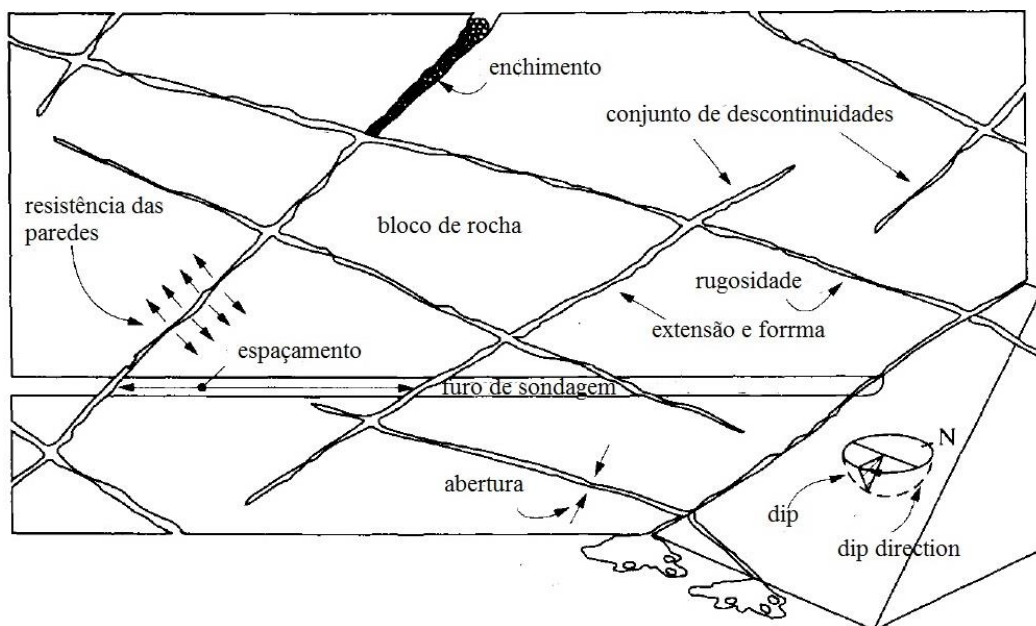 enchimento
conjunto de descontinuidades
resistência das
paredes
bloco de rocha
rugosidade
extensão e forrma
espaçamento
furo de sondagem
N
abertura
dip
dip direction